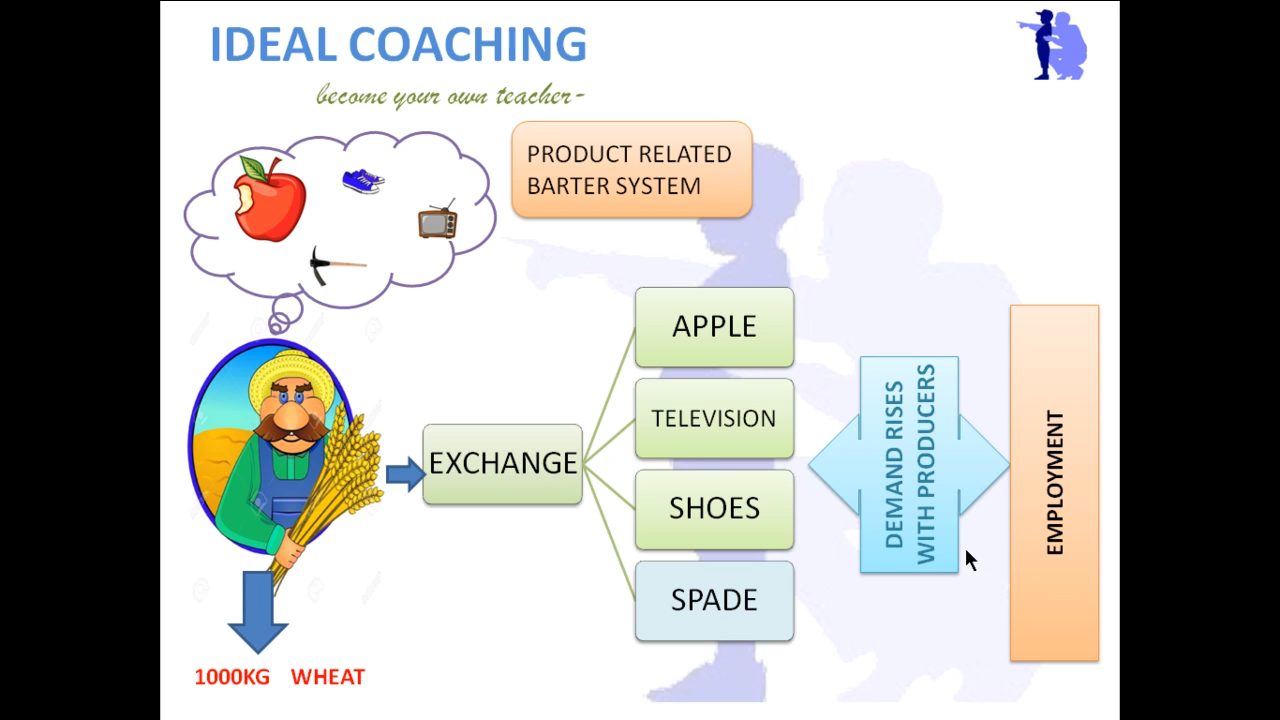 IDEAL COACHING
become your own teacher-
PRODUCT RELATED
BARTER SYSTEM
APPLE
TELEVISION
EXCHANGE
SHOES
SPADE
DEMAND RISES
WITH PRODUCERS
EMPLOYMENT
1000KG WHEAT